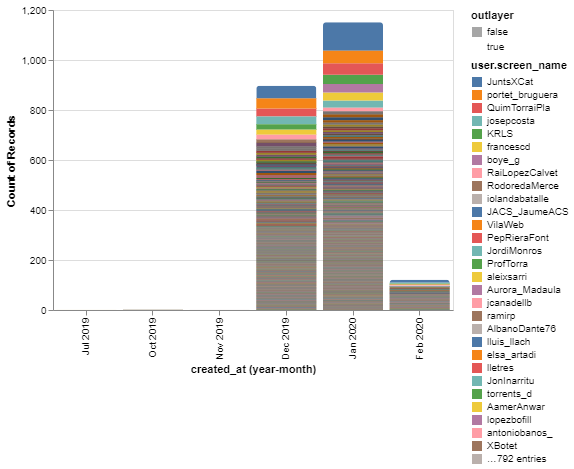 1,200
1,000
800
600
400
200
0
Count of Records
Jul 2019
Oct 2019
Nov 2019
Dec 2019
Jan 2020
Feb 2020
created_at (year-month)
outlayer
false
true
user.screen_name
JuntsXCat
portet_bruguera
QuimTorraiPla
josepcosta
KRLS
francescd
boye_g
RaiLopezCalvet
RodoredaMerce
iolandabatalle
JACS_JaumeACS
VilaWeb
PepRieraFont
JordiMonros
ProfTorra
aleixsarri
Aurora_Madaula
jcanadellb
ramirp
AlbanoDante76
lluis_llach
elsa_artadi
lletres
JonInarritu
torrents_d
AamerAnwar
lopezbofill
antoniobanos_
XBotet
…792 entries